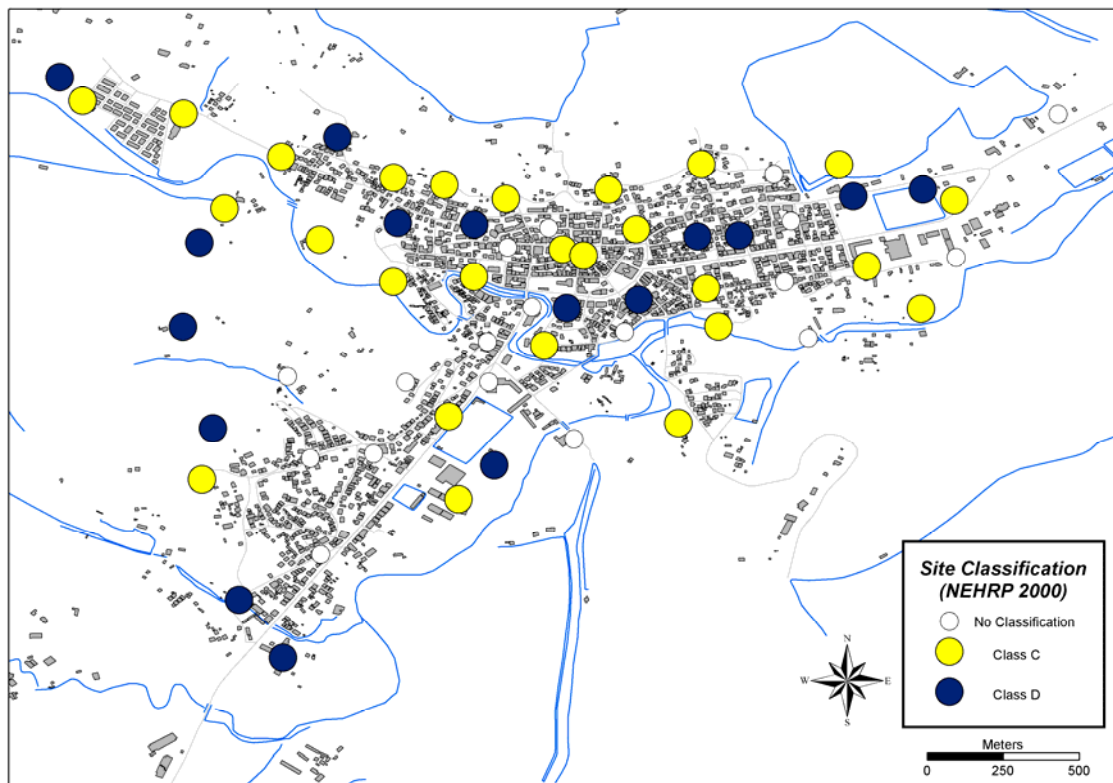 N
W E
S
Site Classification
(NEHRP 2000)
No Classification
Class C
Class D
Meters
0 250 500